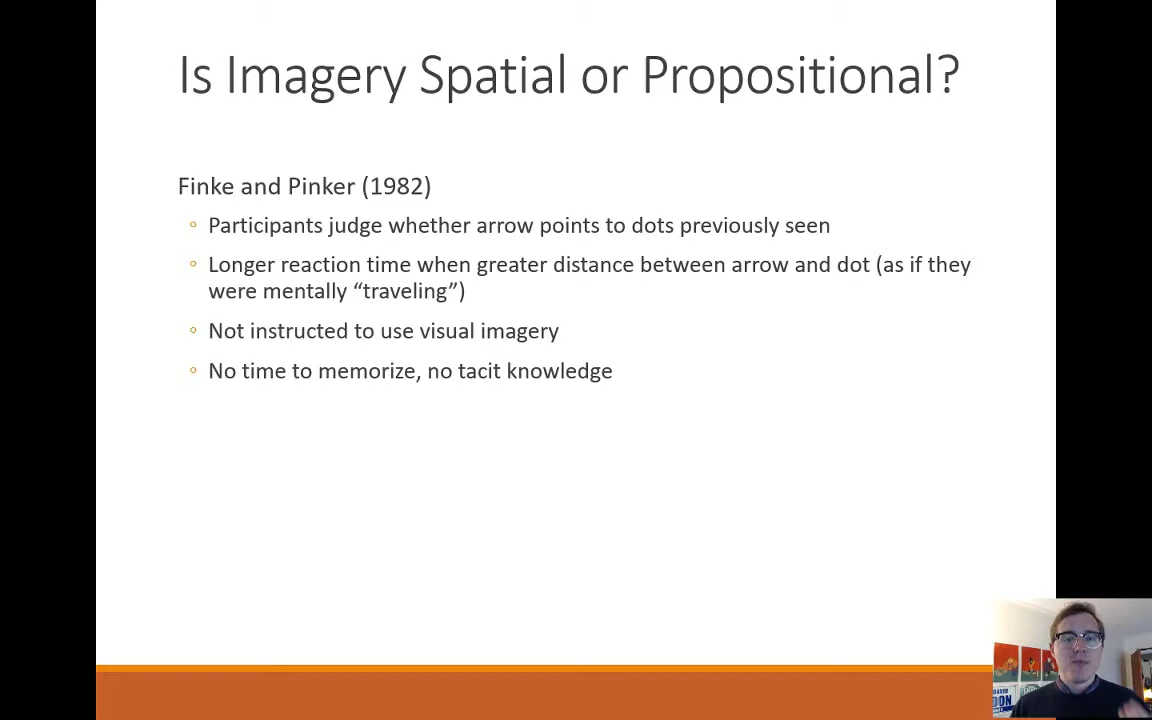 Is Imagery Spatial or Propositional?
Finke and Pinker (1982)
◦ Participants judge whether arrow points to dots previously seen
◦ Longer reaction time when greater distance between arrow and dot (as if they
were mentally “traveling”)
◦ Not instructed to use visual imagery
◦ No time to memorize, no tacit knowledge